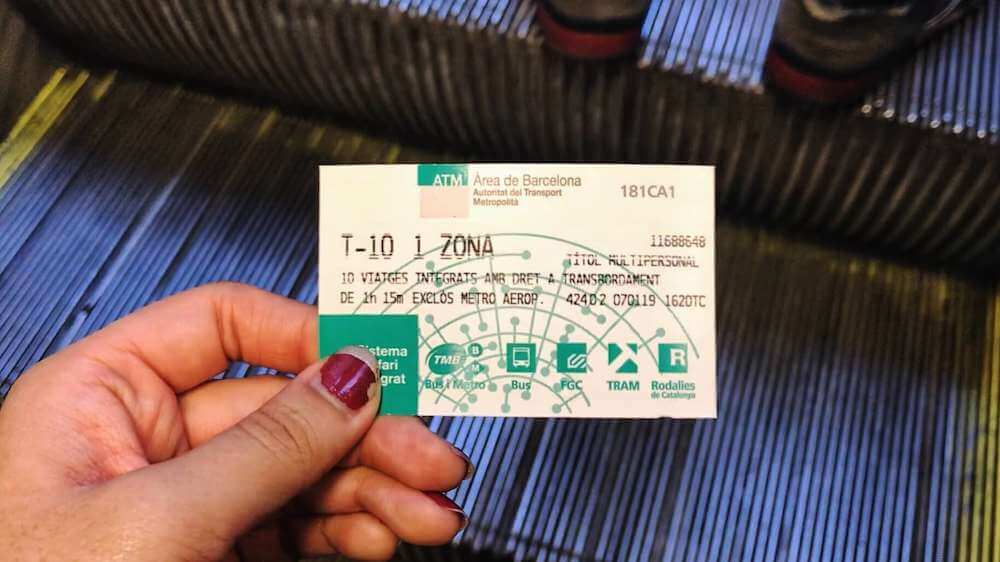 ATM Àrea de Barcelona
Autoritat del Transport
Metropolità
181CA1
T-10 1 ZONA
11688648
TÍTOL MULTIPERSONAL
10 VIATGES INTEGRATS AMB DRET A TRANSBORDAMENT
DE 1h 15m EXCLÒS METRO AEROP. 424D2 070119 1620TC
Sistema
TMB
B
M
R
Bus i Metro
Bus
FGC
TRAM
Rodalies
de Catalunya